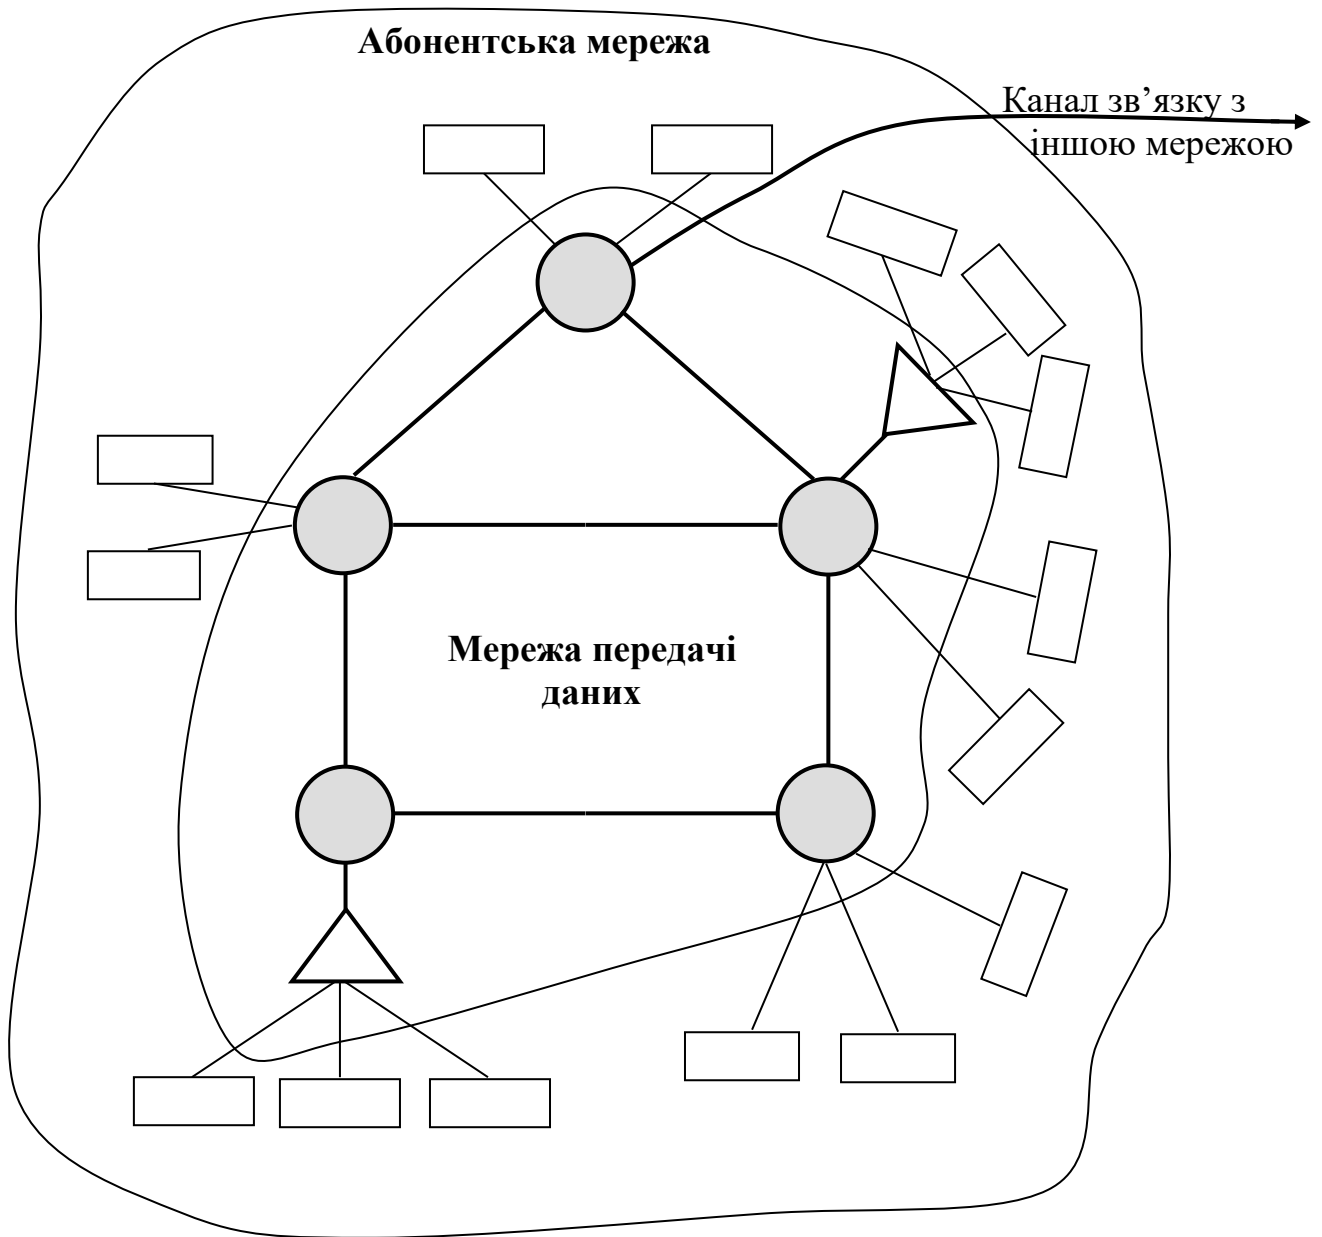 Абонентська мережа
Канал зв’язку з
іншою мережою
Мережа передачі
даних